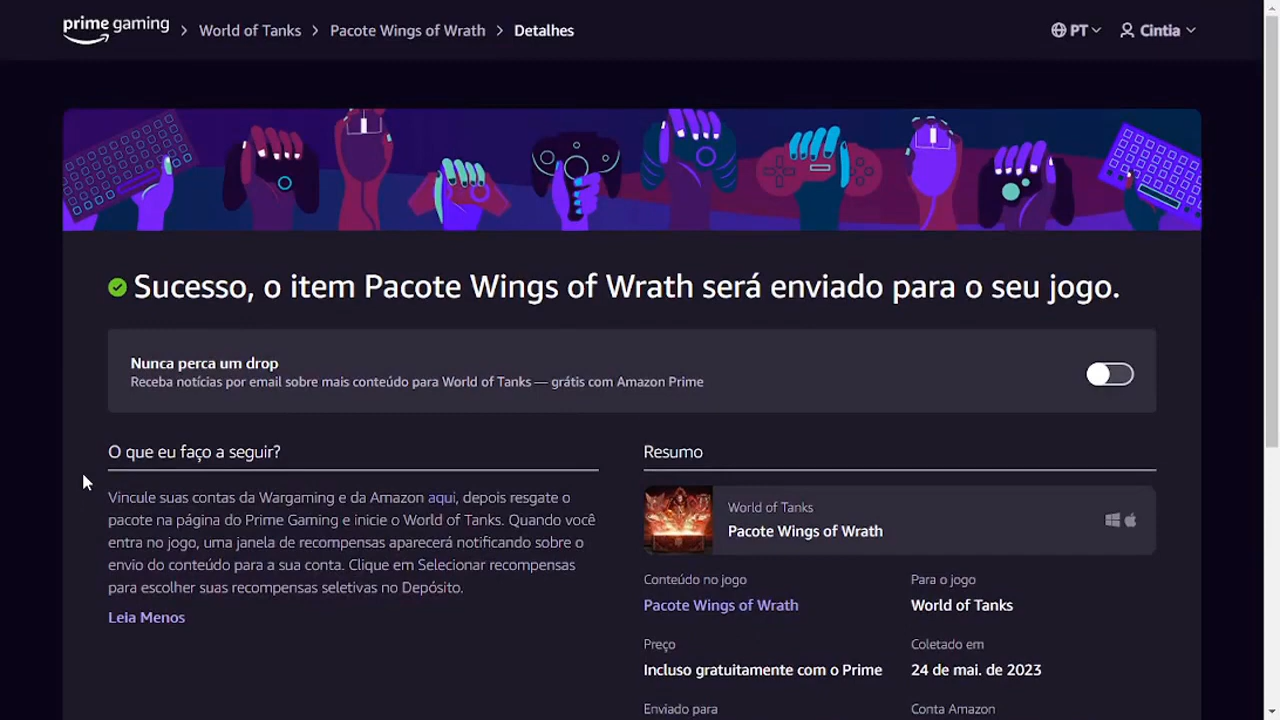 prime gaming > World of Tanks > Pacote Wings of Wrath > Detalhes
PT
Cintia
Sucesso, o item Pacote Wings of Wrath será enviado para o seu jogo.
Nunca perca um drop
Receba notícias por email sobre mais conteúdo para World of Tanks — grátis com Amazon Prime
O que eu faço a seguir?
Vincule suas contas da Wargaming e da Amazon aqui, depois resgate o
pacote na página do Prime Gaming e inicie o World of Tanks. Quando você
entra no jogo, uma janela de recompensas aparecerá notificando sobre o
envio do conteúdo para a sua conta. Clique em Selecionar recompensas
para escolher suas recompensas seletivas no Depósito.
Leia Menos
Resumo
World of Tanks
Pacote Wings of Wrath
Conteúdo no jogo
Pacote Wings of Wrath
Para o jogo
World of Tanks
Preço
Incluso gratuitamente com o Prime
Coletado em
24 de mai. de 2023
Enviado para
Conta Amazon